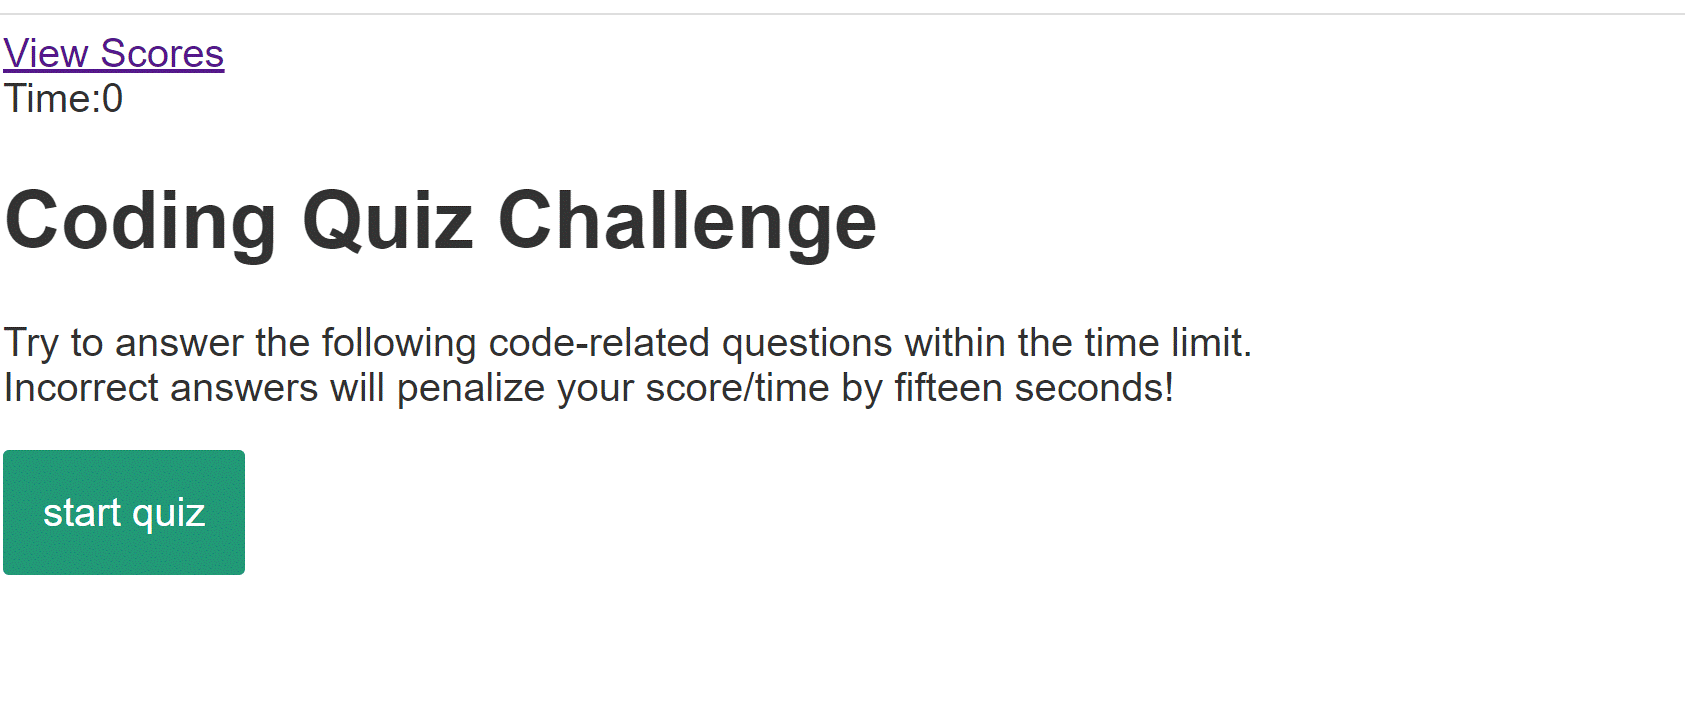 View Scores
Time:0
Coding Quiz Challenge
Try to answer the following code-related questions within the time limit.
Incorrect answers will penalize your score/time by fifteen seconds!
start quiz